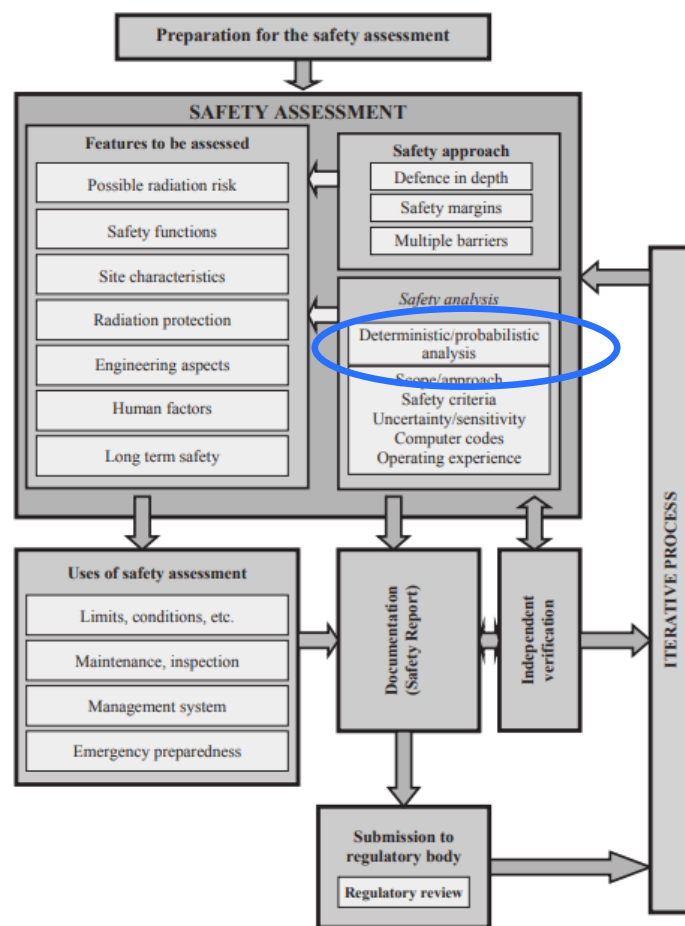 Preparation for the safety assessment
SAFETY ASSESSMENT
Features to be assessed
Possible radiation risk
Safety functions
Site characteristics
Radiation protection
Engineering aspects
Human factors
Long term safety
Safety approach
Defence in depth
Safety margins
Multiple barriers
Safety analysis
Deterministic/probabilistic
analysis
Scope/approach
Safety criteria
Uncertainty/sensitivity
Computer codes
Operating experience
Uses of safety assessment
Limits, conditions, etc.
Maintenance, inspection
Management system
Emergency preparedness
Documentation
(Safety Report)
Independent
verification
Submission to
regulatory body
Regulatory review
ITERATIVE PROCESS